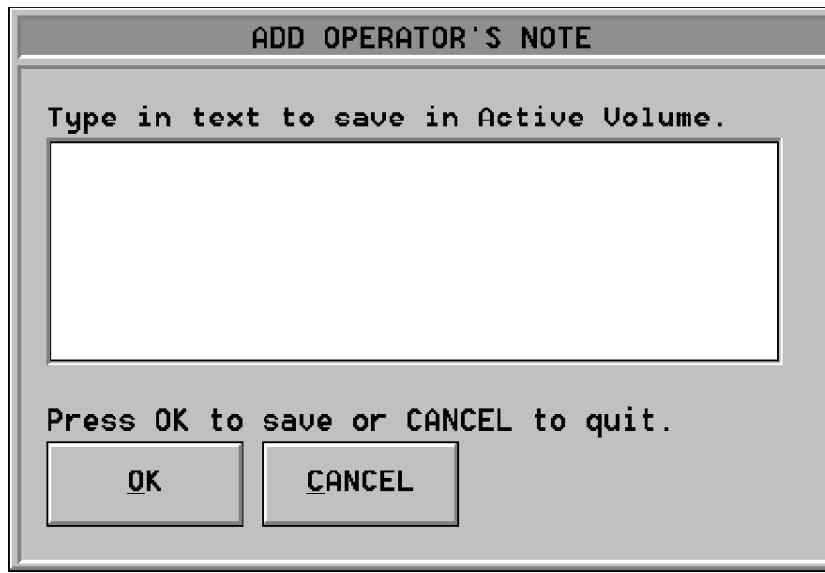 ADD OPERATOR'S NOTE
Type in text to save in Active Volume.
Press OK to save or CANCEL to quit.
OK
CANCEL